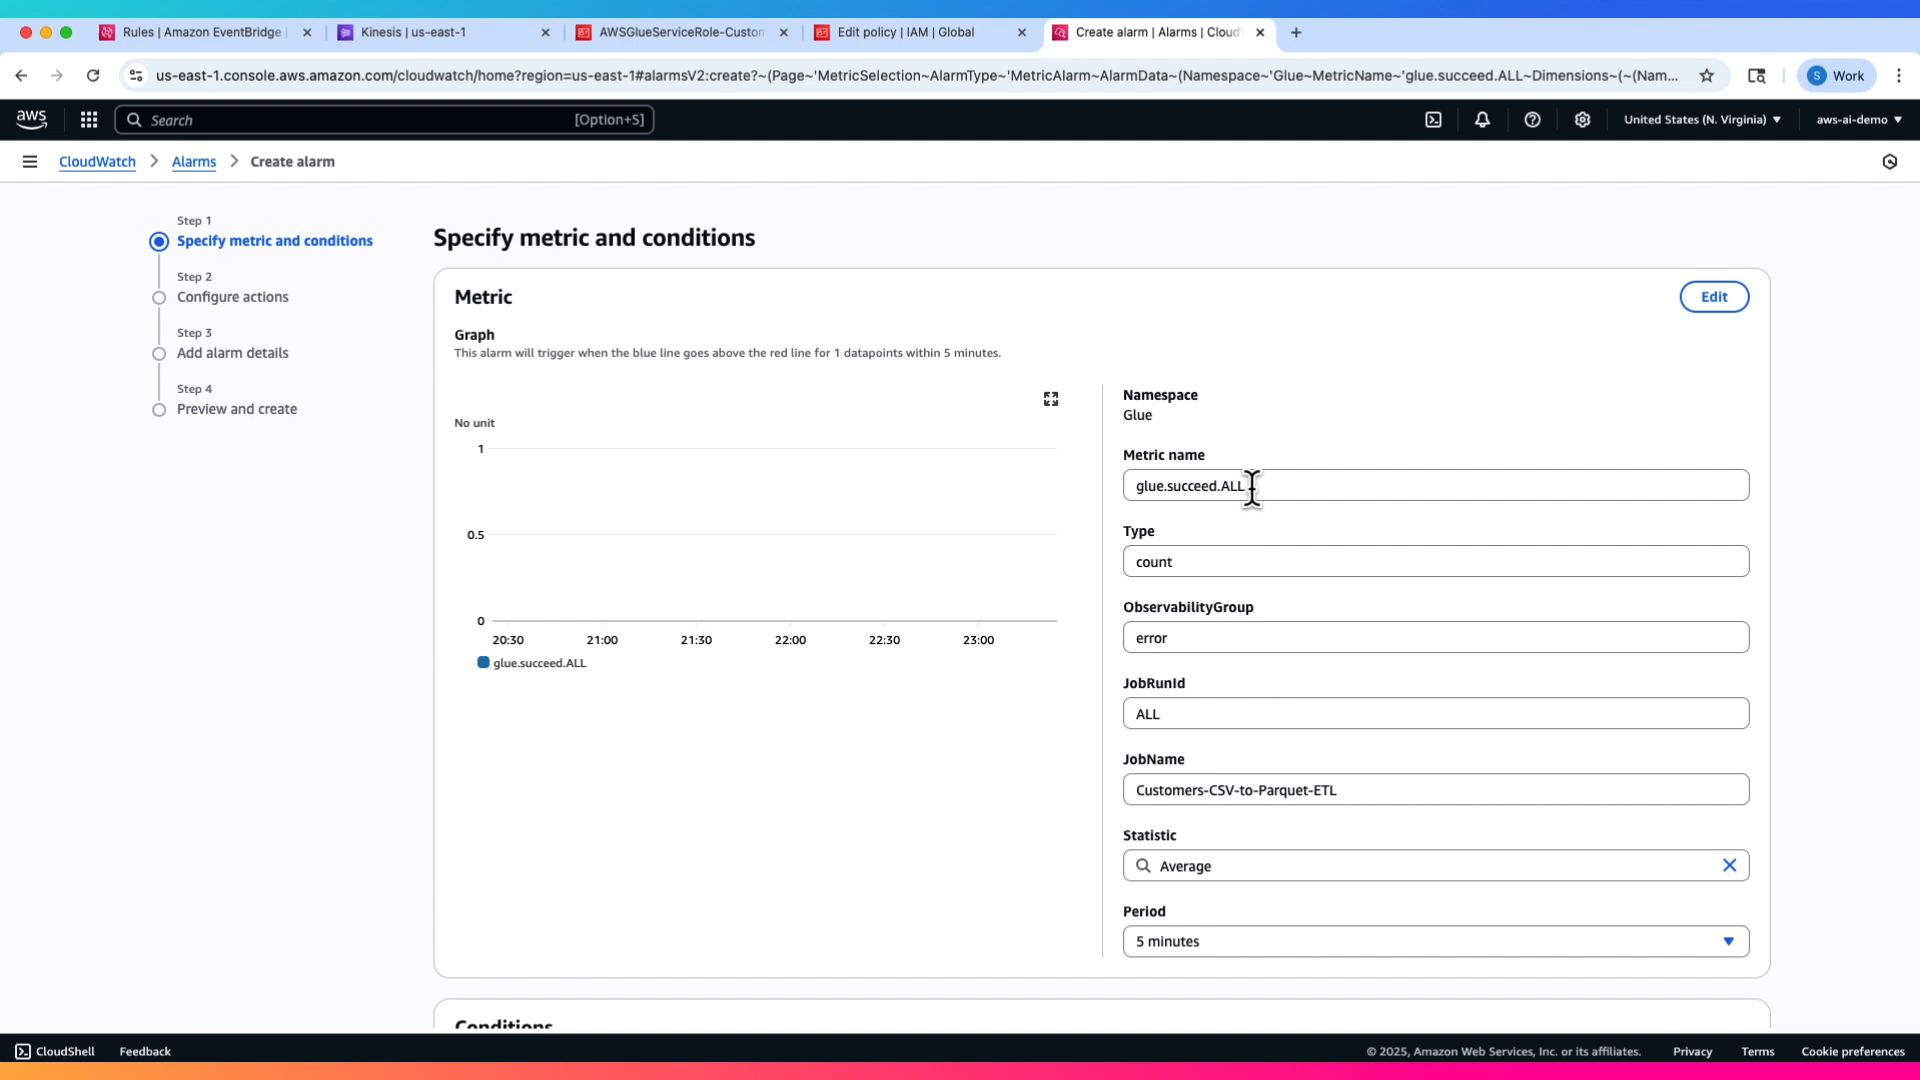 Rules | Amazon EventBridge |
Kinesis | us-east-1
AWSGlueServiceRole-Custom
Edit policy | IAM | Global
Create alarm | Alarms | Cloud
us-east-1.console.aws.amazon.com/cloudwatch/home?region=us-east-1#alarmsV2:create?~(Page~'MetricSelection~AlarmType~'MetricAlarm~AlarmData~(Namespace~'Glue~MetricName~'glue.succeed.ALL~Dimensions~(~(Nam...
S Work
aws
Search
[Option+S]
United States (N. Virginia)
aws-ai-demo
CloudWatch
Alarms
Create alarm
Step 1
Specify metric and conditions
Step 2
Configure actions
Step 3
Add alarm details
Step 4
Preview and create
Specify metric and conditions
Metric
Edit
Graph
This alarm will trigger when the blue line goes above the red line for 1 datapoints within 5 minutes.
No unit
1
0.5
0
20:30 21:00 21:30 22:00 22:30 23:00
glue.succeed.ALL
Namespace
Glue
Metric name
glue.succeed.ALL
Type
count
ObservabilityGroup
error
JobRunId
ALL
JobName
Customers-CSV-to-Parquet-ETL
Statistic
Average
Period
5 minutes
Conditions
CloudShell
Feedback
© 2025, Amazon Web Services, Inc. or its affiliates.
Privacy
Terms
Cookie preferences